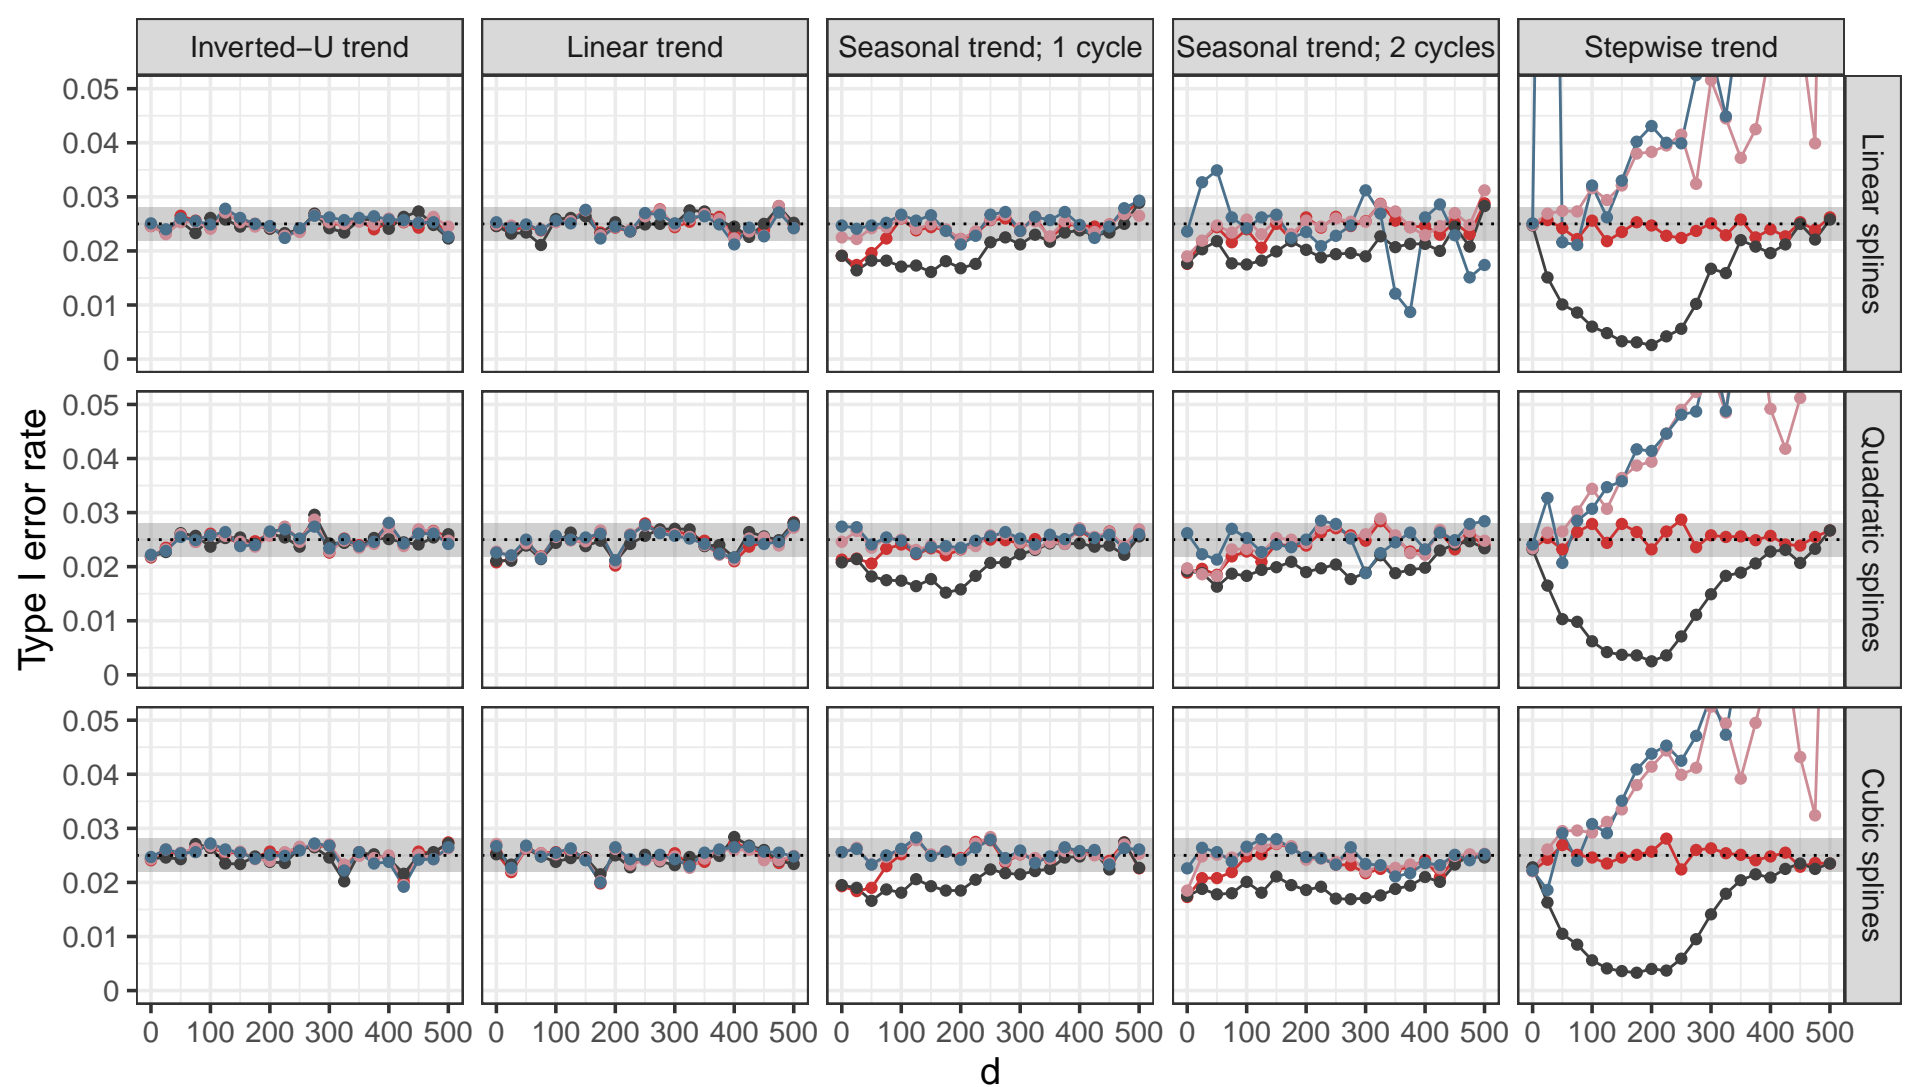 Inverted−U trend
Linear trend
Seasonal trend; 1 cycle
Seasonal trend; 2 cycles
Stepwise trend
0.05
0.04
0.03
0.02
0.01
0
Linear splines
0.05
0.04
0.03
0.02
0.01
0
Quadratic splines
0.05
0.04
0.03
0.02
0.01
0
Cubic splines
Type I error rate
0 100 200 300 400 500
0 100 200 300 400 500
0 100 200 300 400 500
0 100 200 300 400 500
0 100 200 300 400 500
d